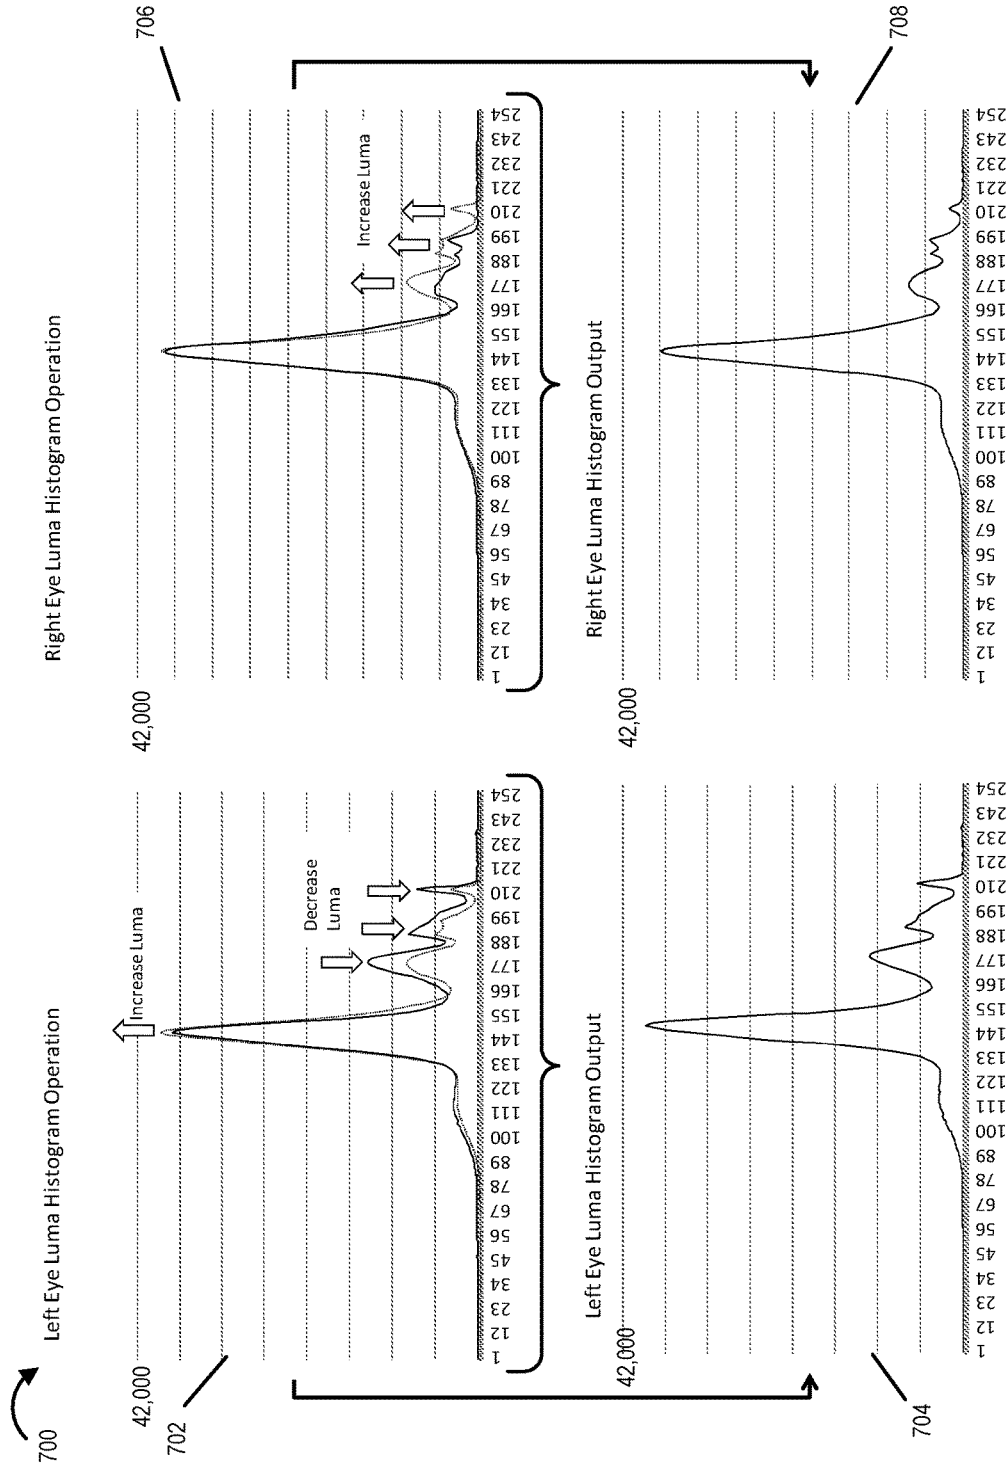 700
Left Eye Luma Histogram Operation
42,000
702
Increase Luma
Decrease
Luma
1 12 23 34 45 56 67 78 89 100 111 122 133 144 155 166 177 188 199 210 221 232 243 254
Right Eye Luma Histogram Operation
42,000
706
Increase Luma
1 12 23 34 45 56 67 78 89 100 111 122 133 144 155 166 177 188 199 210 221 232 243 254
Left Eye Luma Histogram Output
42,000
704
1 12 23 34 45 56 67 78 89 100 111 122 133 144 155 166 177 188 199 210 221 232 243 254
Right Eye Luma Histogram Output
42,000
708
1 12 23 34 45 56 67 78 89 100 111 122 133 144 155 166 177 188 199 210 221 232 243 254